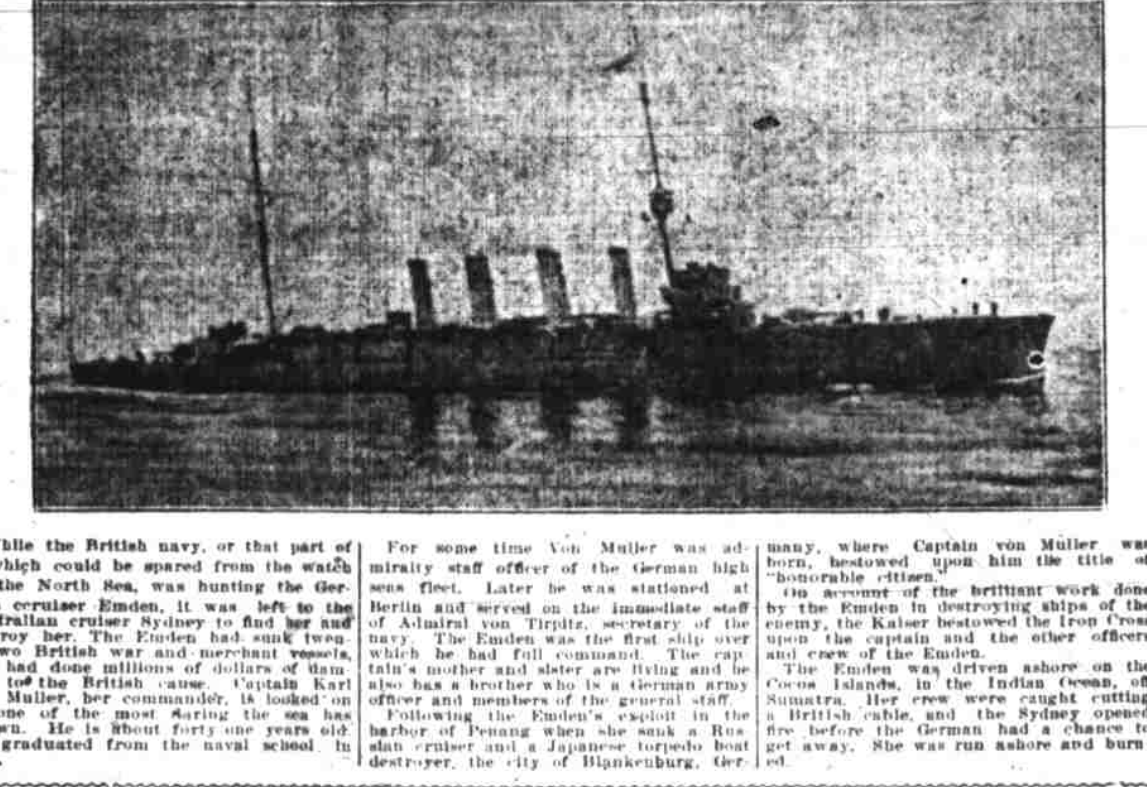 hile the British navy, or that part of
which could be spared from the watch
the North Sea, was hunting the Ger-
ceruiser Emden, it was left to the
tralian cruiser Sydney to find her and
roy her. The Emden had sunk twen-
wo British war and merchant vessels,
had done millions of dollars of dam-
to the British cause. Captain Karl
Muller, her commander, is looked on
one of the most daring the sea has
wn. He is about forty one years old.
graduated from the naval school in
For some time Von Muller was ad-
miralty staff officer of the German high
seas fleet. Later he was stationed at
Berlin and served on the immediate staff
of Admiral von Tirpitz, secretary of the
navy. The Emden was the first ship over
which he had full command. The cap-
tain's mother and sister are living and he
also has a brother who is a German army
officer and members of the general staff.
Following the Emden's exploit in the
harbor of Penang when she sunk a Rus-
sian cruiser and a Japanese torpedo boat
destroyer, the city of Blankenburg, Ger-
many, where Captain von Muller was
born, bestowed upon him the title of
"honorable citizen."
On account of the brilliant work done
by the Emden in destroying ships of the
enemy, the Kaiser bestowed the Iron Cross
upon the captain and the other officers
and crew of the Emden.
The Emden was driven ashore on the
Cocos Islands, in the Indian Ocean, off
Sumatra. Her crew were caught cutting
a British cable, and the Sydney opened
fire before the German had a chance to
get away. She was run ashore and burn-
ed.